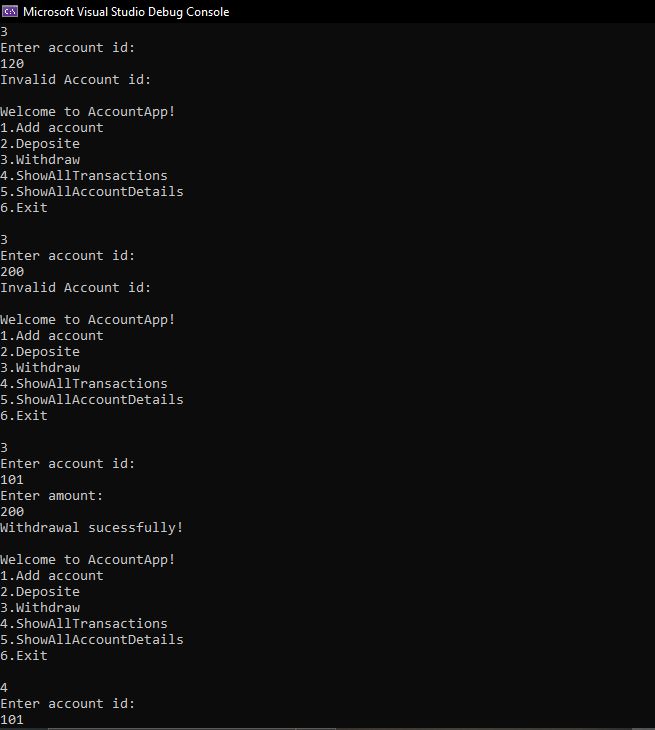 Microsoft Visual Studio Debug Console
3
Enter account id:
120
Invalid Account id:
Welcome to AccountApp!
1.Add account
2.Deposite
3.Withdraw
4.ShowAllTransactions
5.ShowAllAccountDetails
6.Exit
3
Enter account id:
200
Invalid Account id:
Welcome to AccountApp!
1.Add account
2.Deposite
3.Withdraw
4.ShowAllTransactions
5.ShowAllAccountDetails
6.Exit
3
Enter account id:
101
Enter amount:
200
Withdrawal sucessfully!
Welcome to AccountApp!
1.Add account
2.Deposite
3.Withdraw
4.ShowAllTransactions
5.ShowAllAccountDetails
6.Exit
4
Enter account id:
101